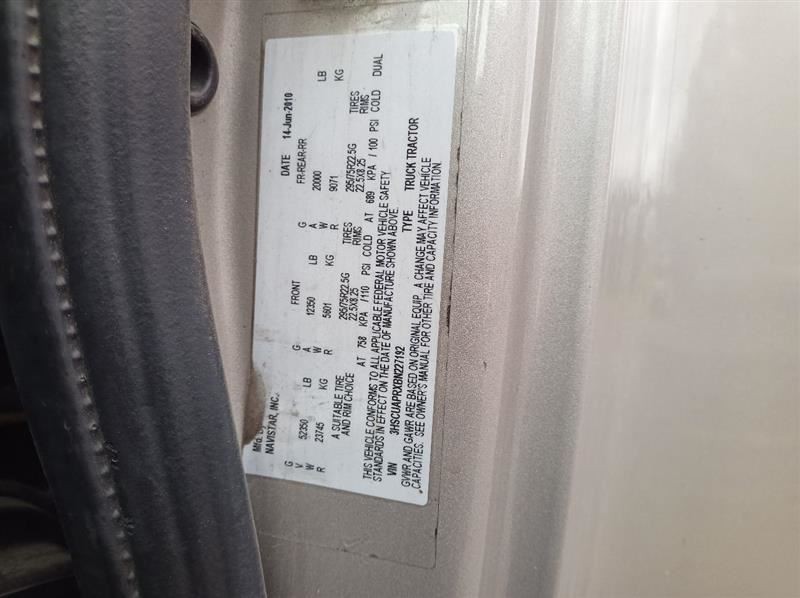 Mfg. by DATE 14-Jun-2010
NAVISTAR, INC.
G FRONT G FR-REAR-RR
V 52350 LB A 12350 LB A 20000 LB
W W W
R 23745 KG R 5601 KG R 9071 KG
A SUITABLE TIRE 295/75R22.5G TIRES 295/75R22.5G TIRES
AND RIM CHOICE 22.5X8.25 RIMS 22.5X8.25 RIMS
AT 758 KPA /110 PSI COLD AT 689 KPA / 100 PSI COLD DUAL
THIS VEHICLE CONFORMS TO ALL APPLICABLE FEDERAL MOTOR VEHICLE SAFETY
STANDARDS IN EFFECT ON THE DATE OF MANUFACTURE SHOWN ABOVE.
VIN 3HSCUAPRXBN227192 TYPE TRUCK TRACTOR
GVWR AND GAWR ARE BASED ON ORIGINAL EQUIP. A CHANGE MAY AFFECT VEHICLE
CAPACITIES. SEE OWNER'S MANUAL FOR OTHER TIRE AND CAPACITY INFORMATION.